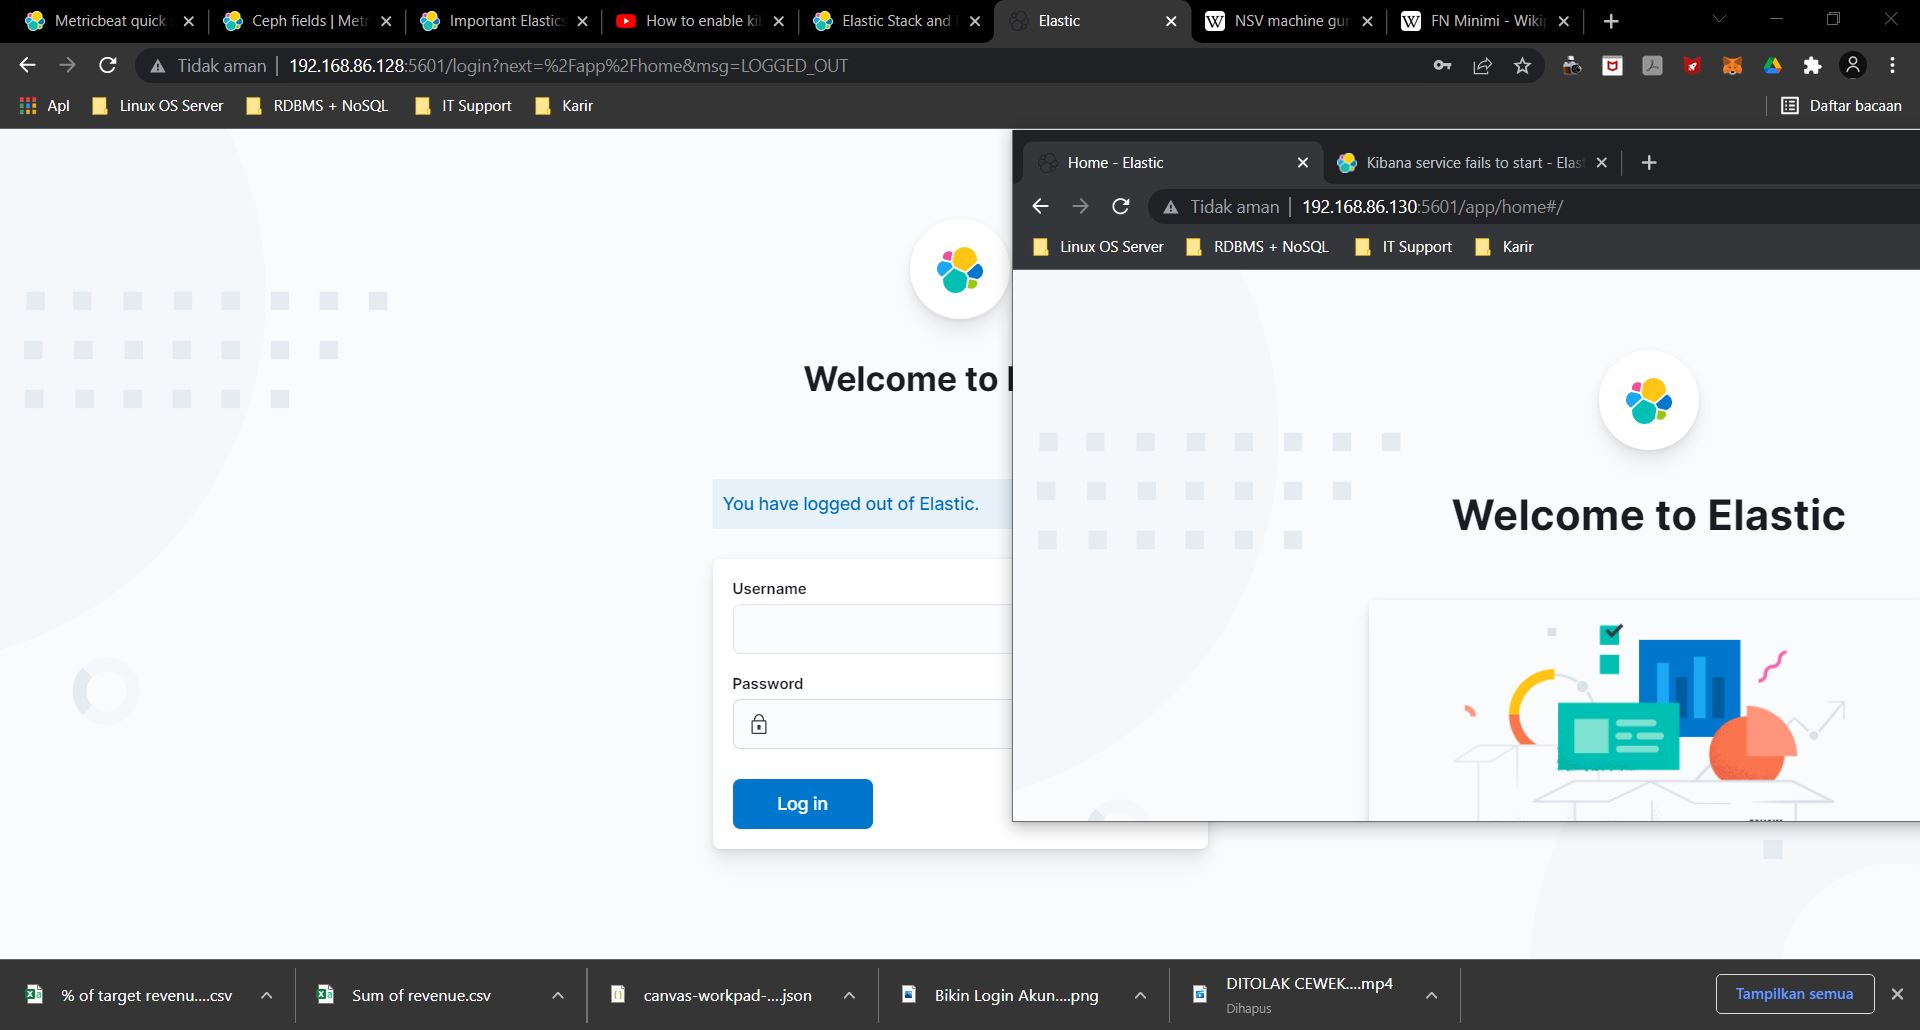 Metricbeat quick
Ceph fields | Metr
Important Elastics
How to enable ki
Elastic Stack and
Elastic
NSV machine gu
FN Minimi - Wiki
Tidak aman | 192.168.86.128:5601/login?next=%2Fapp%2Fhome&msg=LOGGED_OUT
Apl
Linux OS Server
RDBMS + NoSQL
IT Support
Karir
Daftar bacaan
Welcome to
You have logged out of Elastic.
Username
Password
Log in
Home - Elastic
Kibana service fails to start - Elas
Tidak aman | 192.168.86.130:5601/app/home#/
Linux OS Server
RDBMS + NoSQL
IT Support
Karir
Welcome to Elastic
% of target revenu....csv
Sum of revenue.csv
canvas-workpad-....json
Bikin Login Akun....png
DITOLAK CEWEK....mp4
Dihapus
Tampilkan semua